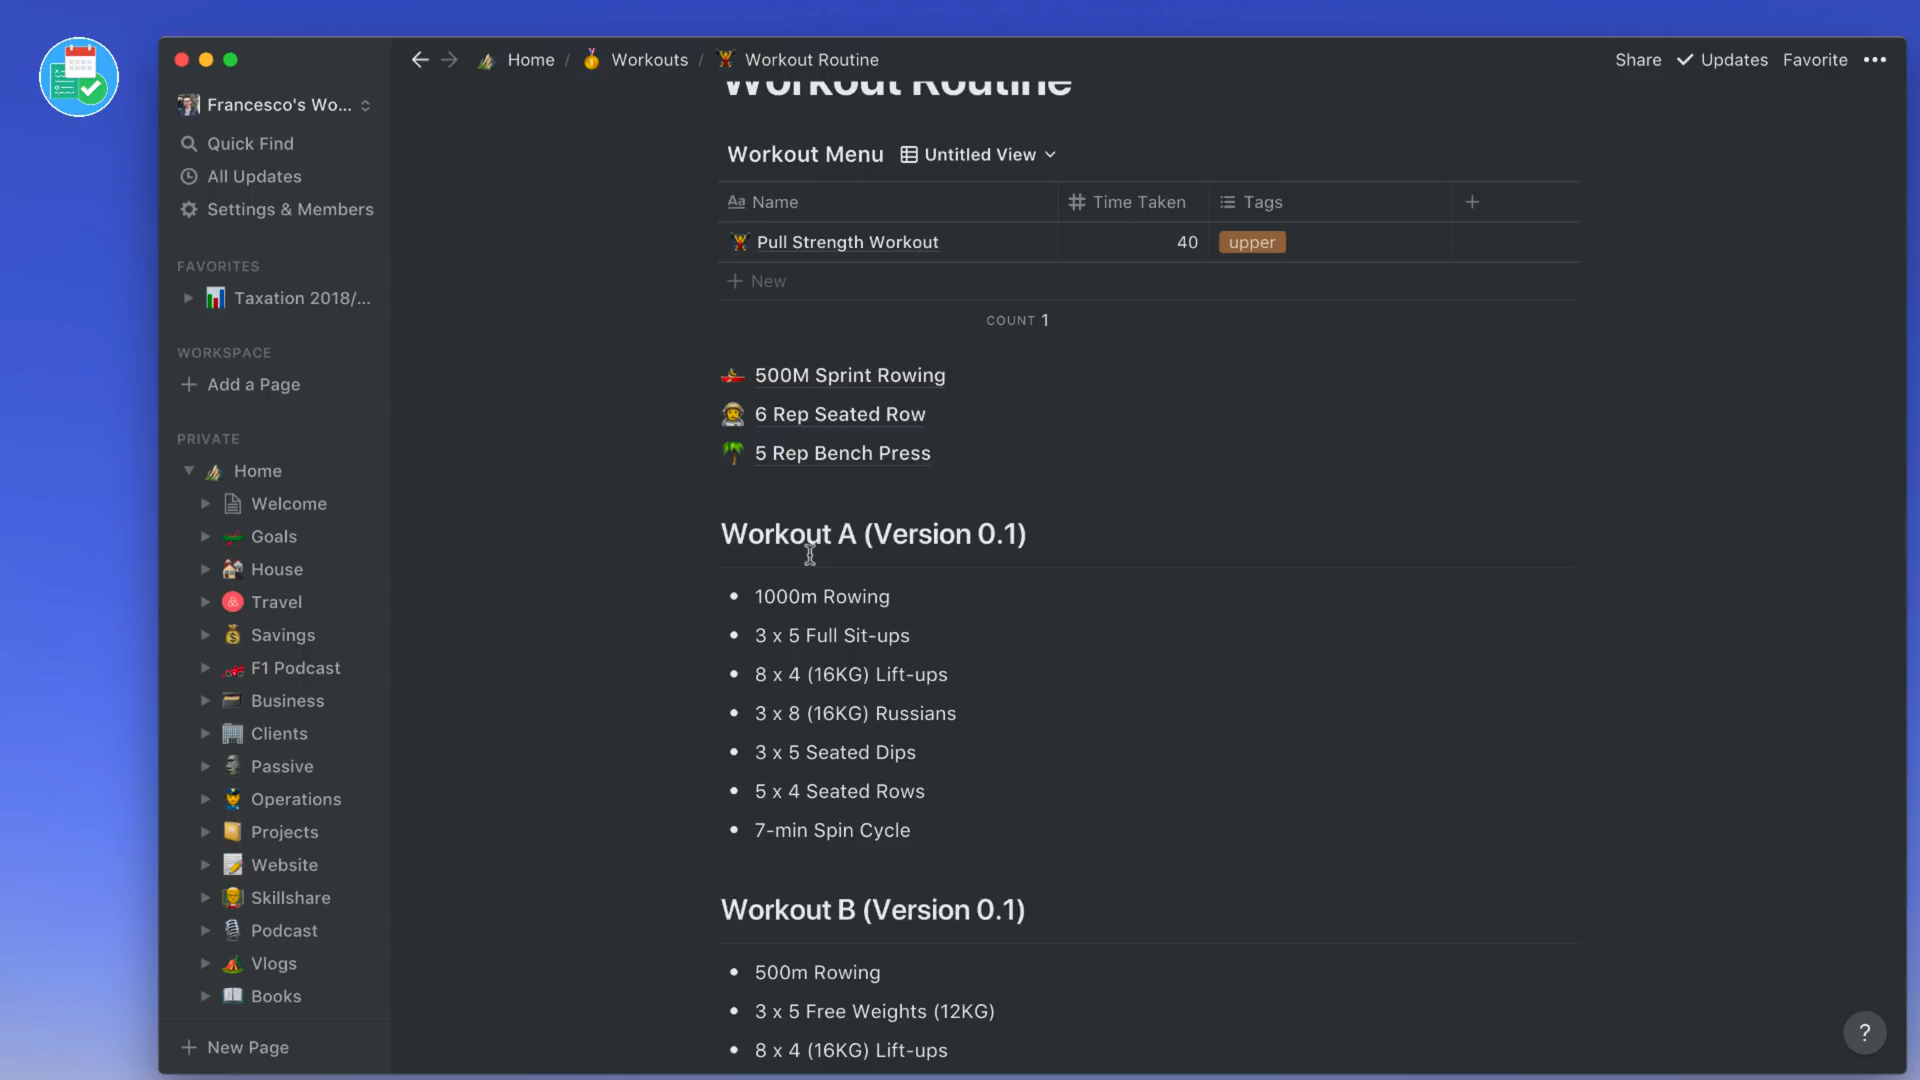 Home / Workouts / Workout Routine
Share Updates Favorite
Francesco's Wo...
Quick Find
All Updates
Settings & Members
FAVORITES
Taxation 2018/...
WORKSPACE
Add a Page
PRIVATE
Home
Welcome
Goals
House
Travel
Savings
F1 Podcast
Business
Clients
Passive
Operations
Projects
Website
Skillshare
Podcast
Vlogs
Books
New Page
Workout Routine
Workout Menu Untitled View
Aa Name # Time Taken Tags +
Pull Strength Workout 40 upper
+ New
COUNT 1
500M Sprint Rowing
6 Rep Seated Row
5 Rep Bench Press
Workout A (Version 0.1)
• 1000m Rowing
• 3 x 5 Full Sit-ups
• 8 x 4 (16KG) Lift-ups
• 3 x 8 (16KG) Russians
• 3 x 5 Seated Dips
• 5 x 4 Seated Rows
• 7-min Spin Cycle
Workout B (Version 0.1)
• 500m Rowing
• 3 x 5 Free Weights (12KG)
• 8 x 4 (16KG) Lift-ups
?